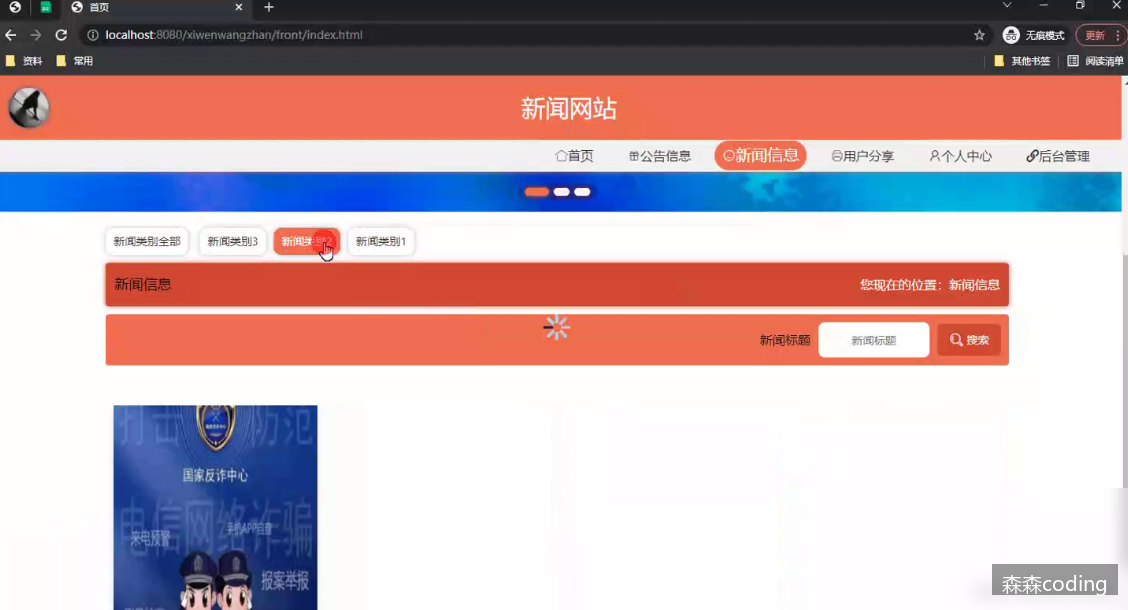 首页
localhost:8080/xiwenwangzhan/front/index.html
无痕模式
更新
资料
常用
其他书签
阅读清单
新闻网站
首页
公告信息
新闻信息
用户分享
个人中心
后台管理
新闻类别全部
新闻类别3
新闻类别2
新闻类别1
新闻信息
您现在的位置：新闻信息
新闻标题
新闻标题
搜索
打击
防范
国家反诈中心
电信网络诈骗
来电预警
手机APP自查
报案举报
森森coding